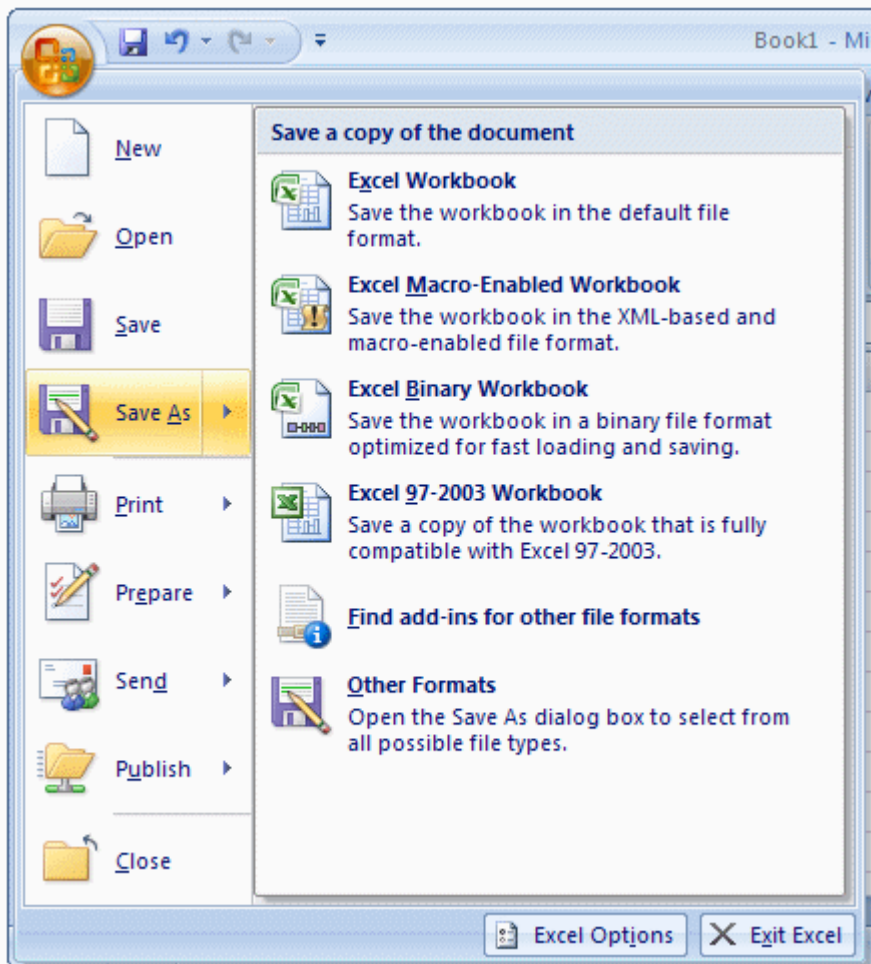 Book1 - Mi
New
Open
Save
Save As
Print
Prepare
Send
Publish
Close
Save a copy of the document
Excel Workbook
Save the workbook in the default file
format.
Excel Macro-Enabled Workbook
Save the workbook in the XML-based and
macro-enabled file format.
Excel Binary Workbook
Save the workbook in a binary file format
optimized for fast loading and saving.
Excel 97-2003 Workbook
Save a copy of the workbook that is fully
compatible with Excel 97-2003.
Find add-ins for other file formats
Other Formats
Open the Save As dialog box to select from
all possible file types.
Excel Options
Exit Excel